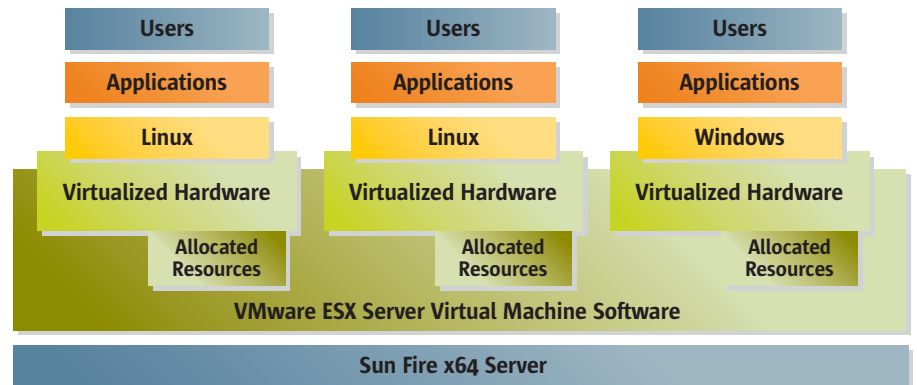 Users
Users
Users
Applications
Applications
Applications
Linux
Linux
Windows
Virtualized Hardware
Virtualized Hardware
Virtualized Hardware
Allocated
Resources
Allocated
Resources
Allocated
Resources
VMware ESX Server Virtual Machine Software
Sun Fire x64 Server